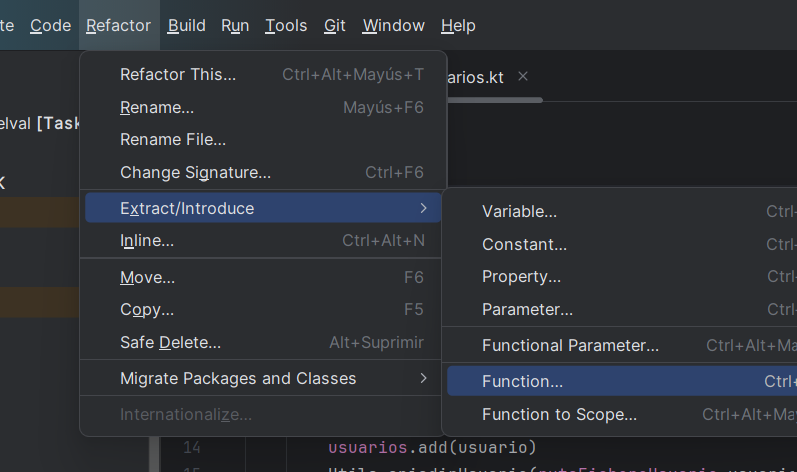 Code Refactor Build Run Tools Git Window Help
arios.kt
elval [Task
Refactor This... Ctrl+Alt+Mayús+T
Rename... Mayús+F6
Rename File...
Change Signature... Ctrl+F6
Extract/Introduce
Inline... Ctrl+Alt+N
Move... F6
Copy... F5
Safe Delete... Alt+Suprimir
Migrate Packages and Classes
Internationalize...
Variable... Ctrl
Constant... Ctrl
Property... Ctrl
Parameter... Ctrl
Functional Parameter... Ctrl+Alt+Ma
Function... Ctrl+
Function to Scope... Ctrl+Alt+May
14 usuarios.add(usuario)